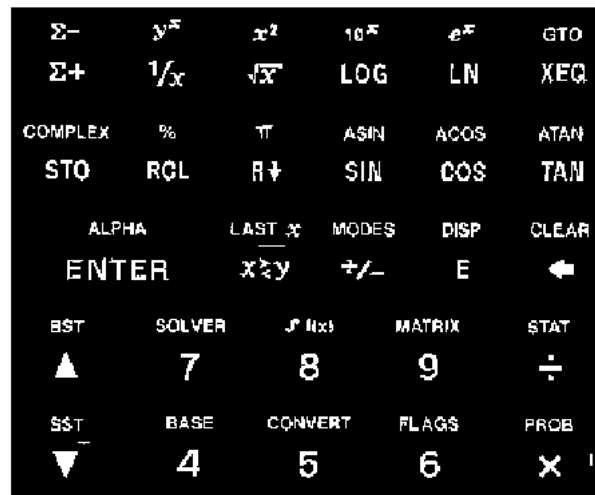 Σ− y^x x² 10^x e^x GTO
Σ+ 1/x √x LOG LN XEQ
COMPLEX % π ASIN ACOS ATAN
STO RCL R↓ SIN COS TAN
ALPHA LAST x MODES DISP CLEAR
ENTER x≷y +/− E ←
BST SOLVER ∫f(x) MATRIX STAT
▲ 7 8 9 ÷
SST BASE CONVERT FLAGS PROB
▼ 4 5 6 ×